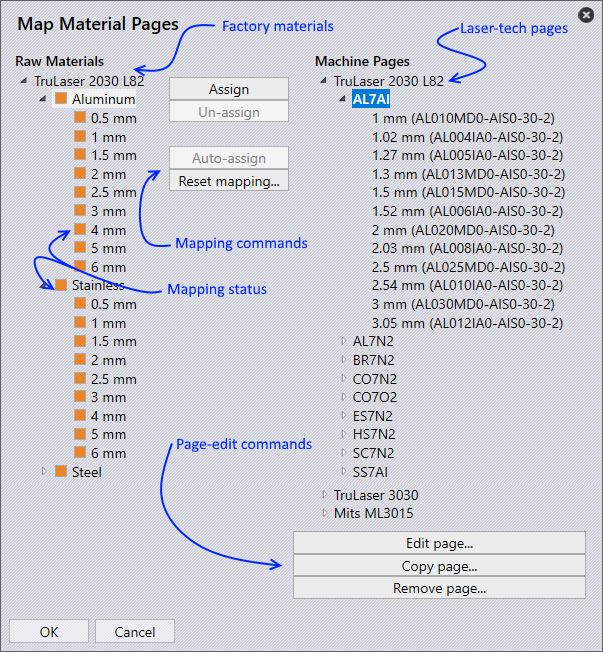 Map Material Pages
Factory materials
Laser-tech pages
Raw Materials
TruLaser 2030 L82
Aluminum
0.5 mm
1 mm
1.5 mm
2 mm
2.5 mm
3 mm
4 mm
5 mm
6 mm
Stainless
0.5 mm
1 mm
1.5 mm
2 mm
2.5 mm
3 mm
4 mm
5 mm
6 mm
Steel
Assign
Un-assign
Auto-assign
Reset mapping...
Mapping commands
Mapping status
Page-edit commands
Machine Pages
TruLaser 2030 L82
AL7AI
1 mm (AL010MD0-AIS0-30-2)
1.02 mm (AL004IA0-AIS0-30-2)
1.27 mm (AL005IA0-AIS0-30-2)
1.3 mm (AL013MD0-AIS0-30-2)
1.5 mm (AL015MD0-AIS0-30-2)
1.52 mm (AL006IA0-AIS0-30-2)
2 mm (AL020MD0-AIS0-30-2)
2.03 mm (AL008IA0-AIS0-30-2)
2.5 mm (AL025MD0-AIS0-30-2)
2.54 mm (AL010IA0-AIS0-30-2)
3 mm (AL030MD0-AIS0-30-2)
3.05 mm (AL012IA0-AIS0-30-2)
AL7N2
BR7N2
CO7N2
CO7O2
ES7N2
HS7N2
SC7N2
SS7AI
TruLaser 3030
Mits ML3015
Edit page...
Copy page...
Remove page...
OK
Cancel